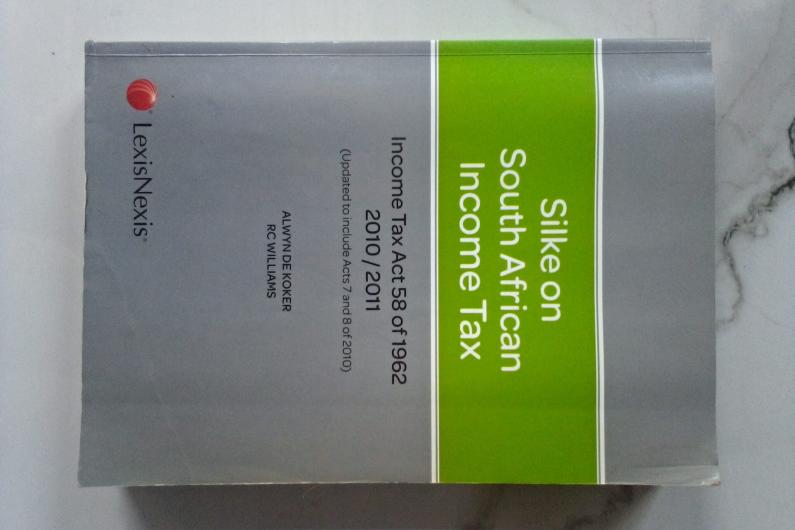 Silke on
South African
Income Tax
Income Tax Act 58 of 1962
2010 / 2011
(Updated to include Acts 7 and 8 of 2010)
ALWYN DE KOKER
RC WILLIAMS
LexisNexis®